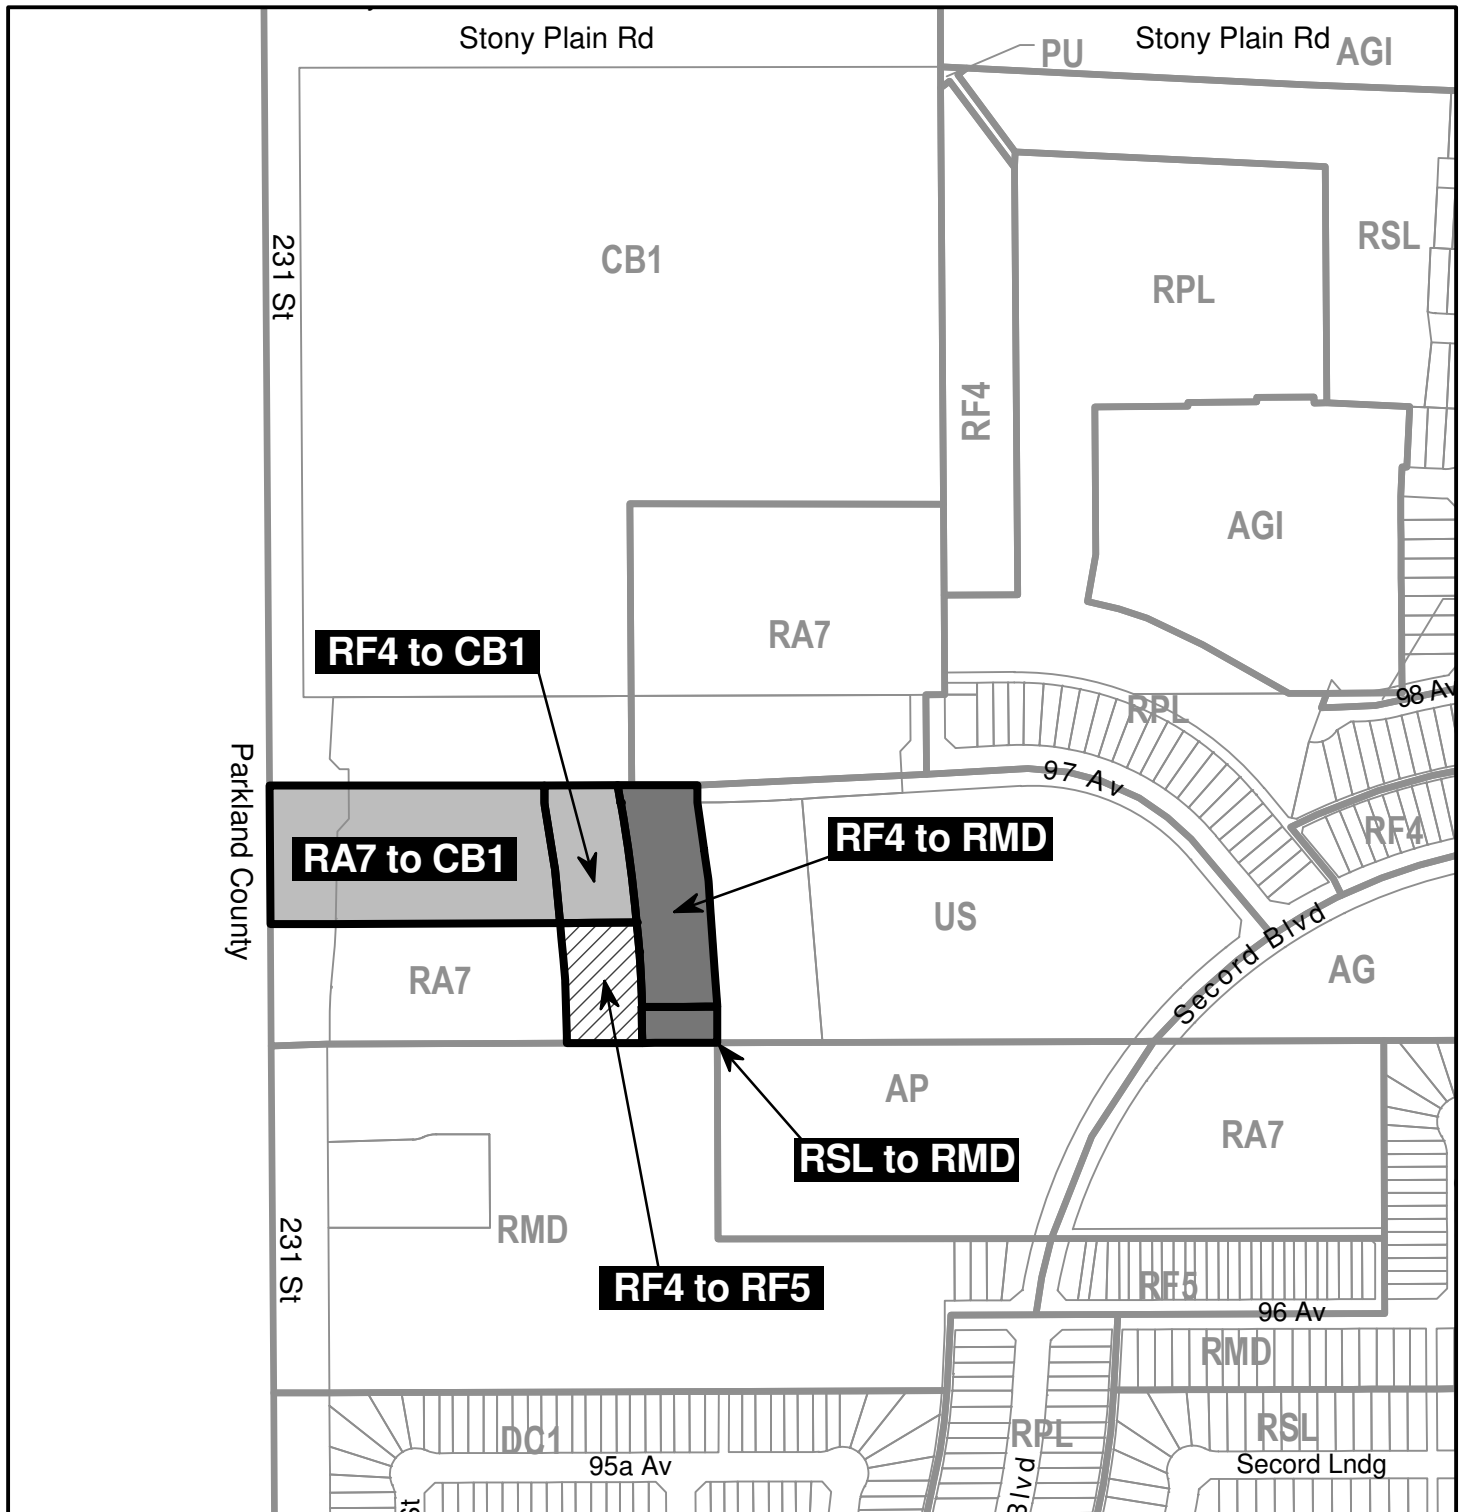 Stony Plain Rd
Stony Plain Rd
PU
AGI
231 St
CB1
RSL
RPL
RF4
AGI
RF4 to CB1
RA7
98 Av
RPL
Parkland County
97 Av
RA7 to CB1
RF4 to RMD
RF4
US
Secord Blvd
AG
RA7
AP
RSL to RMD
RA7
231 St
RMD
RF4 to RF5
RF5
96 Av
RMD
DC1
RPL
RSL
95a Av
Secord Lndg
Blvd
St